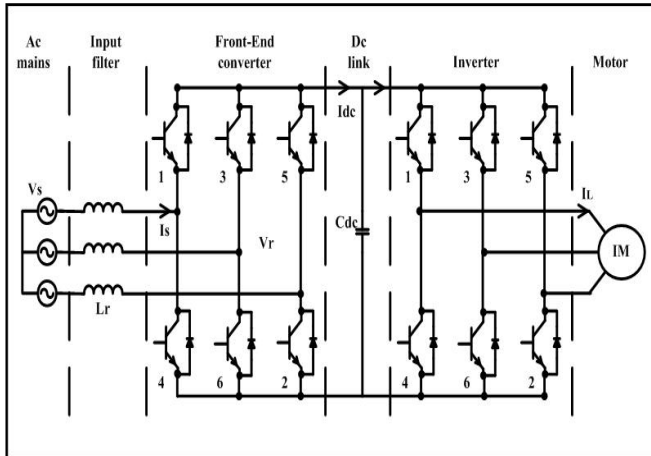 Ac mains
Input filter
Front-End converter
Dc link
Inverter
Motor
Idc
1
3
5
1
3
5
Vs
Is
Vr
Cdc
IL
IM
Lr
4
6
2
4
6
2